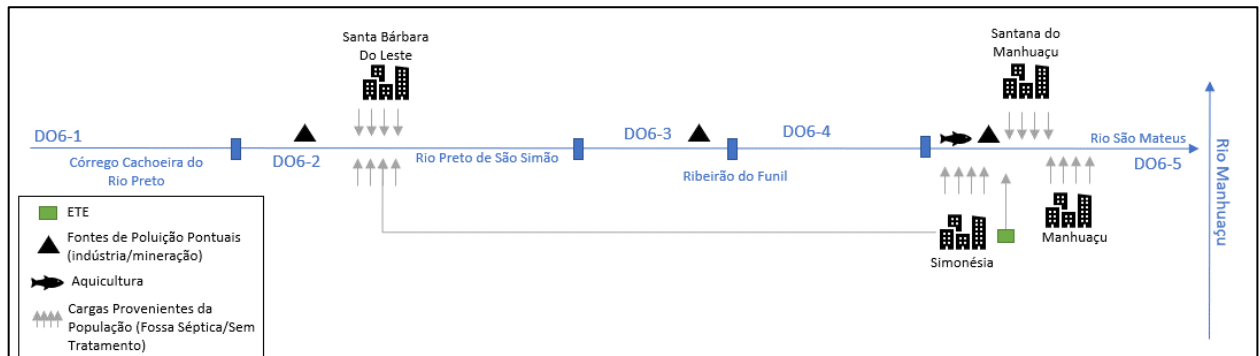 Santa Bárbara
Do Leste
Santana do
Manhuaçu
DO6-1
DO6-2
DO6-3
DO6-4
DO6-5
Córrego Cachoeira do
Rio Preto
Rio Preto de São Simão
Ribeirão do Funil
Rio São Mateus
Rio Manhuaçu
Simonésia
Manhuaçu
ETE
Fontes de Poluição Pontuais
(indústria/mineração)
Aquicultura
Cargas Provenientes da
População (Fossa Séptica/Sem
Tratamento)